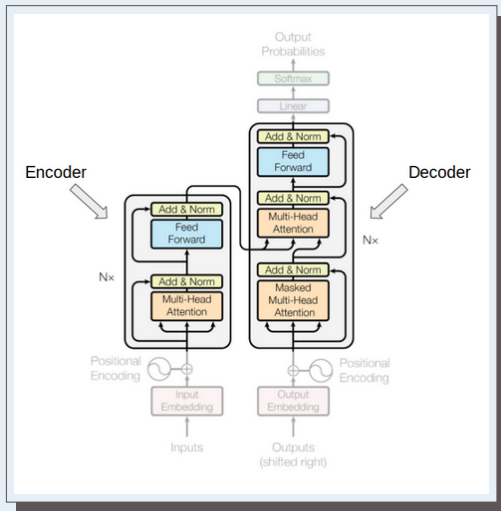 Output
Probabilities
Softmax
Linear
Add & Norm
Feed
Forward
Add & Norm
Multi-Head
Attention
Add & Norm
Masked
Multi-Head
Attention
Nx
Decoder
Encoder
Add & Norm
Feed
Forward
Add & Norm
Multi-Head
Attention
Nx
Positional
Encoding
Positional
Encoding
Input
Embedding
Output
Embedding
Inputs
Outputs
(shifted right)